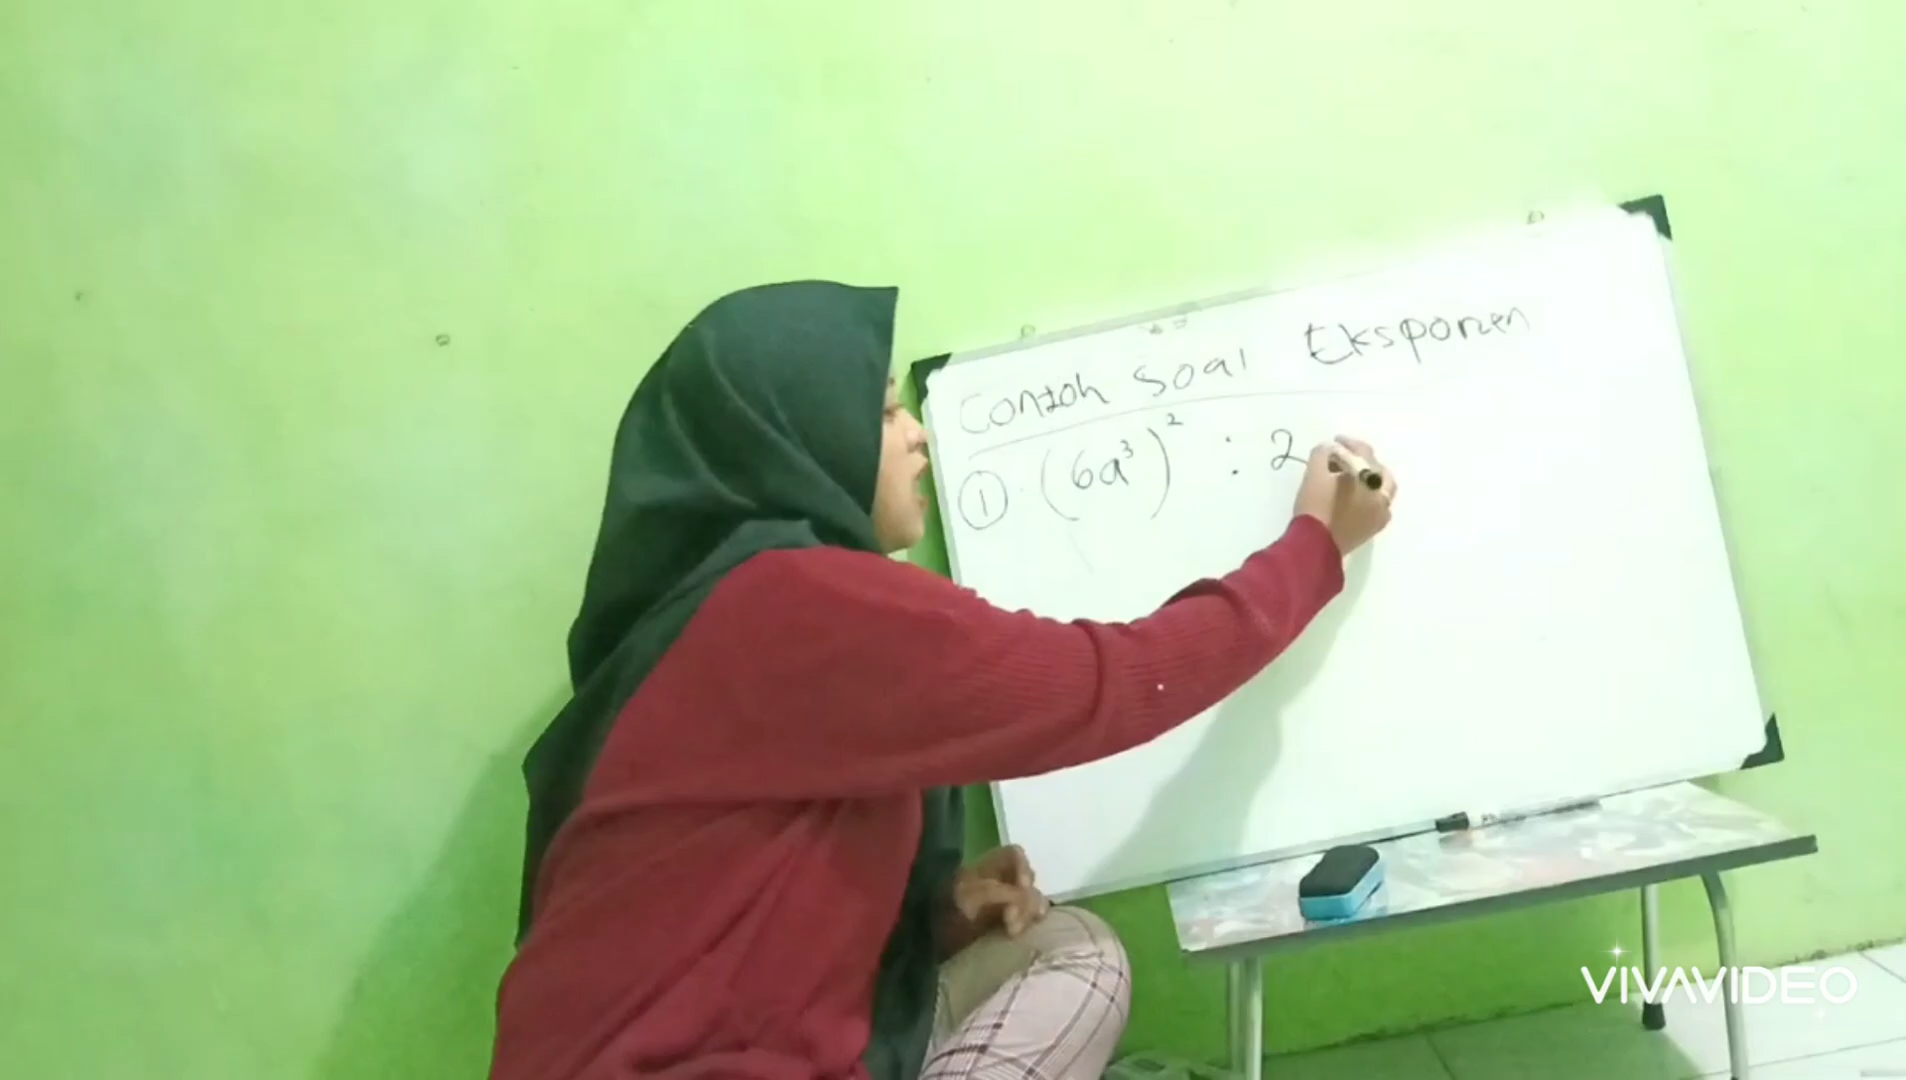 Contoh Soal Eksponen
① (6a³)² : 2
VIVAVIDEO